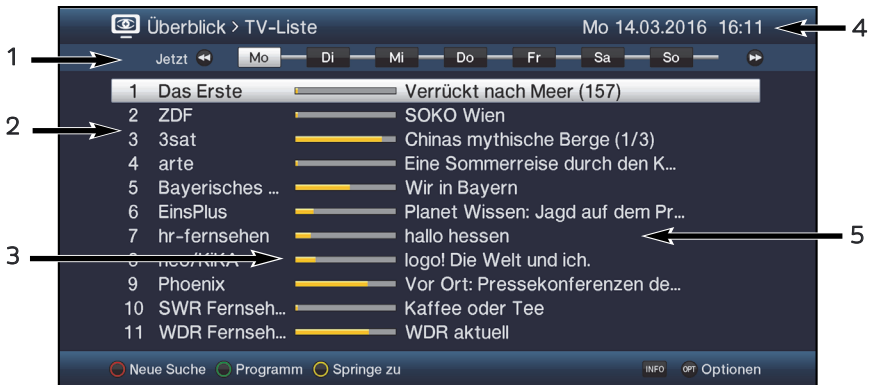 Überblick > TV-Liste Mo 14.03.2016 16:11 4
1 Jetzt Mo Di Mi Do Fr Sa So
1 Das Erste Verrückt nach Meer (157)
2 ZDF SOKO Wien
2
3 3sat Chinas mythische Berge (1/3)
4 arte Eine Sommerreise durch den K...
5 Bayerisches ... Wir in Bayern
6 EinsPlus Planet Wissen: Jagd auf dem Pr...
7 hr-fernsehen hallo hessen 5
3 8 neo/KiKA logo! Die Welt und ich.
9 Phoenix Vor Ort: Pressekonferenzen de...
10 SWR Fernseh... Kaffee oder Tee
11 WDR Fernseh... WDR aktuell
Neue Suche Programm Springe zu INFO OPT Optionen